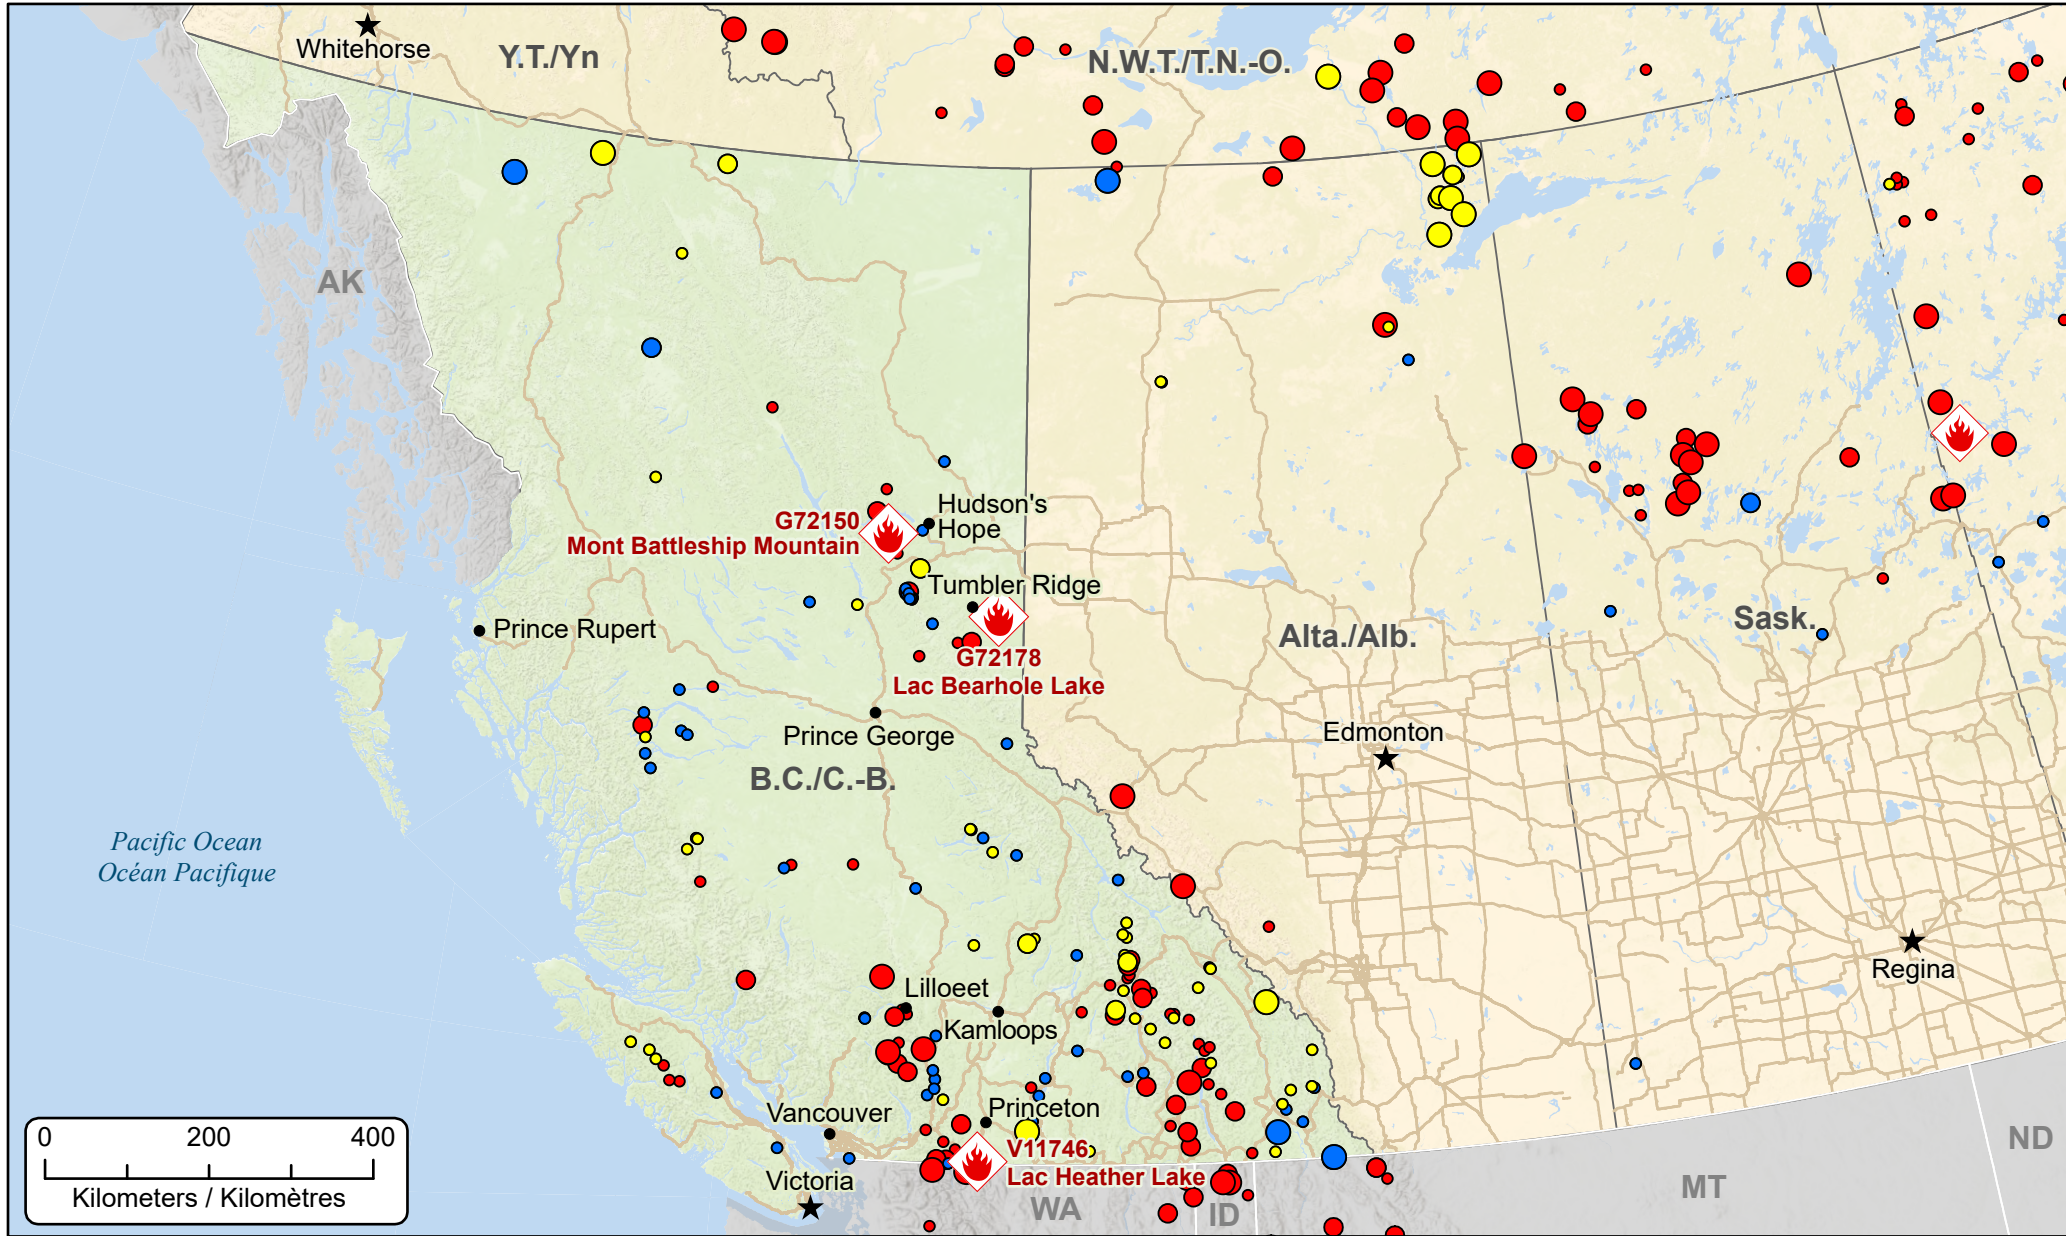 Whitehorse
Y.T./Yn
N.W.T./T.N.-O.
AK
Hudson's
Hope
G72150
Mont Battleship Mountain
Tumbler Ridge
Prince Rupert
G72178
Lac Bearhole Lake
Alta./Alb.
Sask.
Prince George
Edmonton
B.C./C.-B.
Pacific Ocean
Océan Pacifique
Regina
Lilloeet
Kamloops
Vancouver
Princeton
V11746
Lac Heather Lake
Victoria
WA
ID
MT
ND
0 200 400
Kilometers / Kilomètres